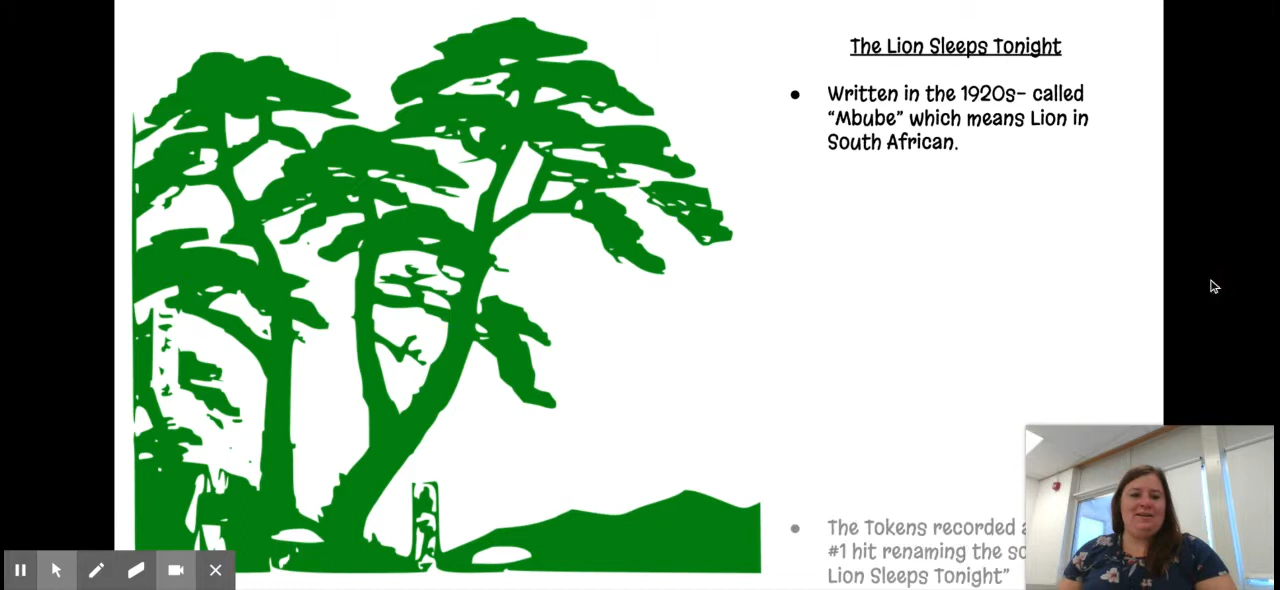 The Lion Sleeps Tonight
● Written in the 1920s- called
“Mbube” which means Lion in
South African.
● The Tokens recorded
#1 hit renaming the
Lion Sleeps Tonight”